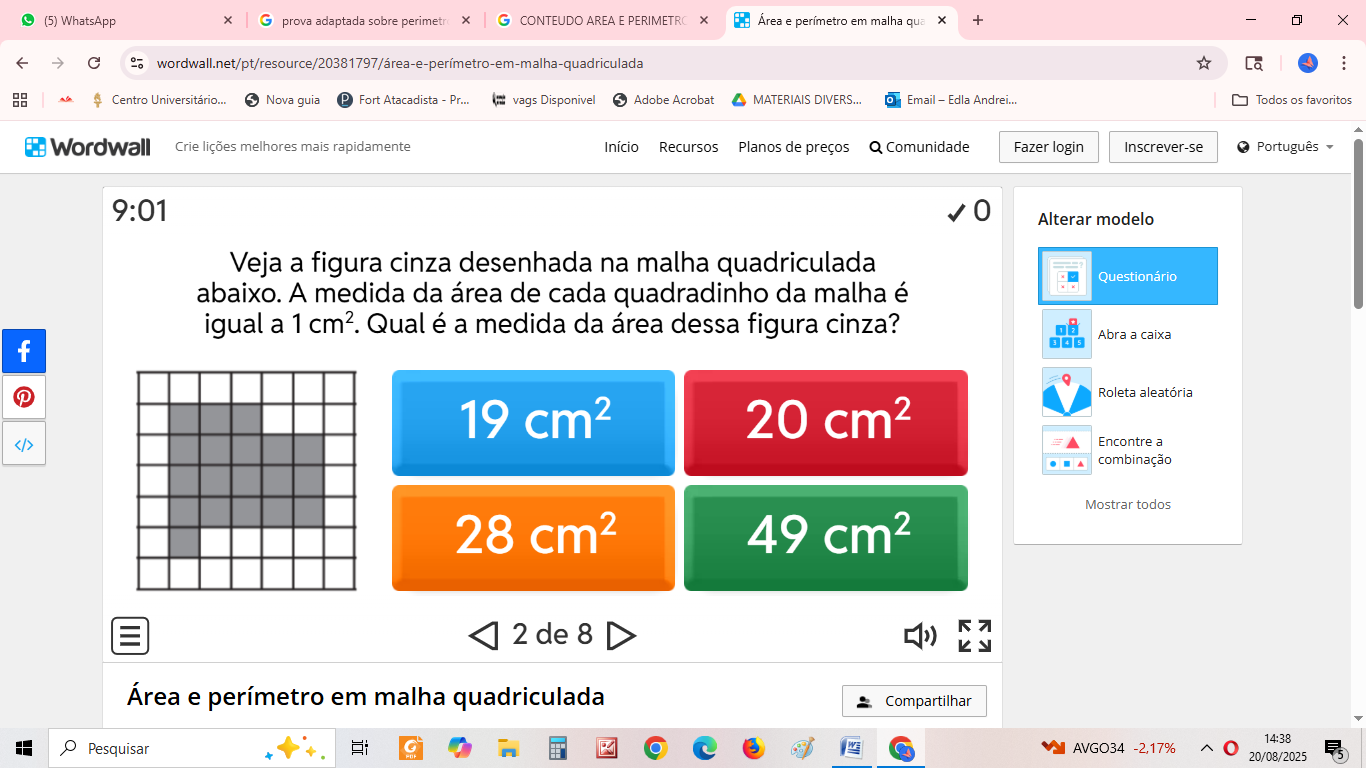 (5) WhatsApp
prova adaptada sobre perimetr
CONTEUDO AREA E PERIMETRO
Área e perímetro em malha qua
wordwall.net/pt/resource/20381797/área-e-perímetro-em-malha-quadriculada
Centro Universitário...
Nova guia
Fort Atacadista - Pr...
vags Disponivel
Adobe Acrobat
MATERIAIS DIVERS...
Email – Edla Andrei...
Todos os favoritos
Wordwall
Crie lições melhores mais rapidamente
Início
Recursos
Planos de preços
Comunidade
Fazer login
Inscrever-se
Português
9:01
0
Veja a figura cinza desenhada na malha quadriculada
abaixo. A medida da área de cada quadradinho da malha é
igual a 1 cm². Qual é a medida da área dessa figura cinza?
19 cm²
20 cm²
28 cm²
49 cm²
2 de 8
Área e perímetro em malha quadriculada
Compartilhar
Alterar modelo
Questionário
Abra a caixa
Roleta aleatória
Encontre a
combinação
Mostrar todos
Pesquisar
AVGO34 -2,17%
14:38
20/08/2025
5